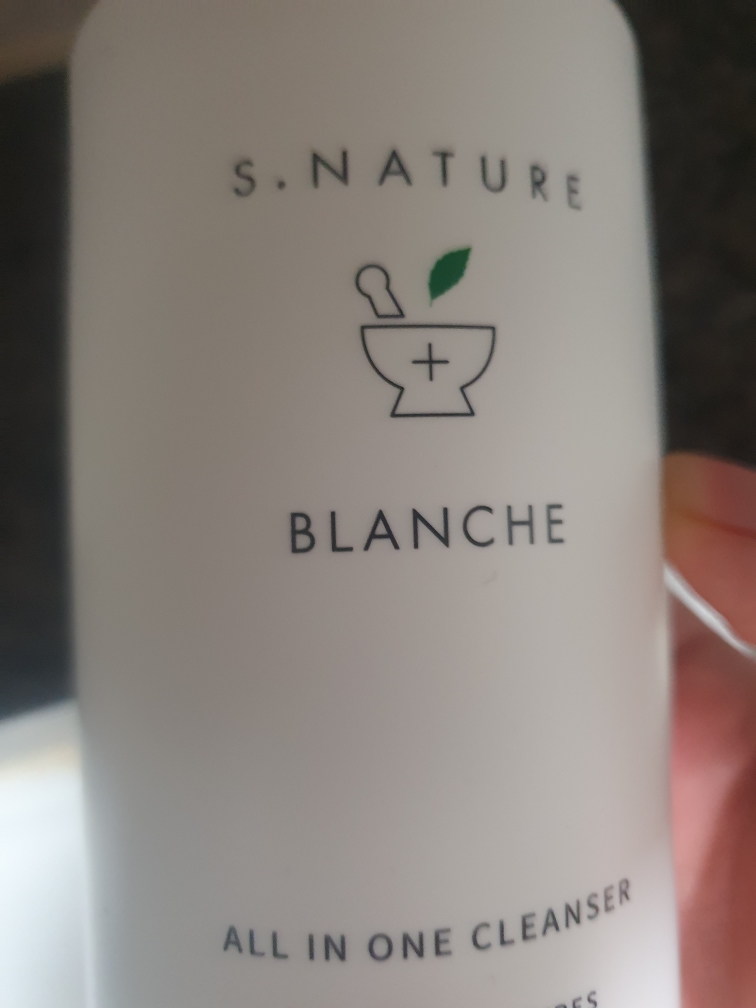 S.NATURE
BLANCHE
ALL IN ONE CLEANSER